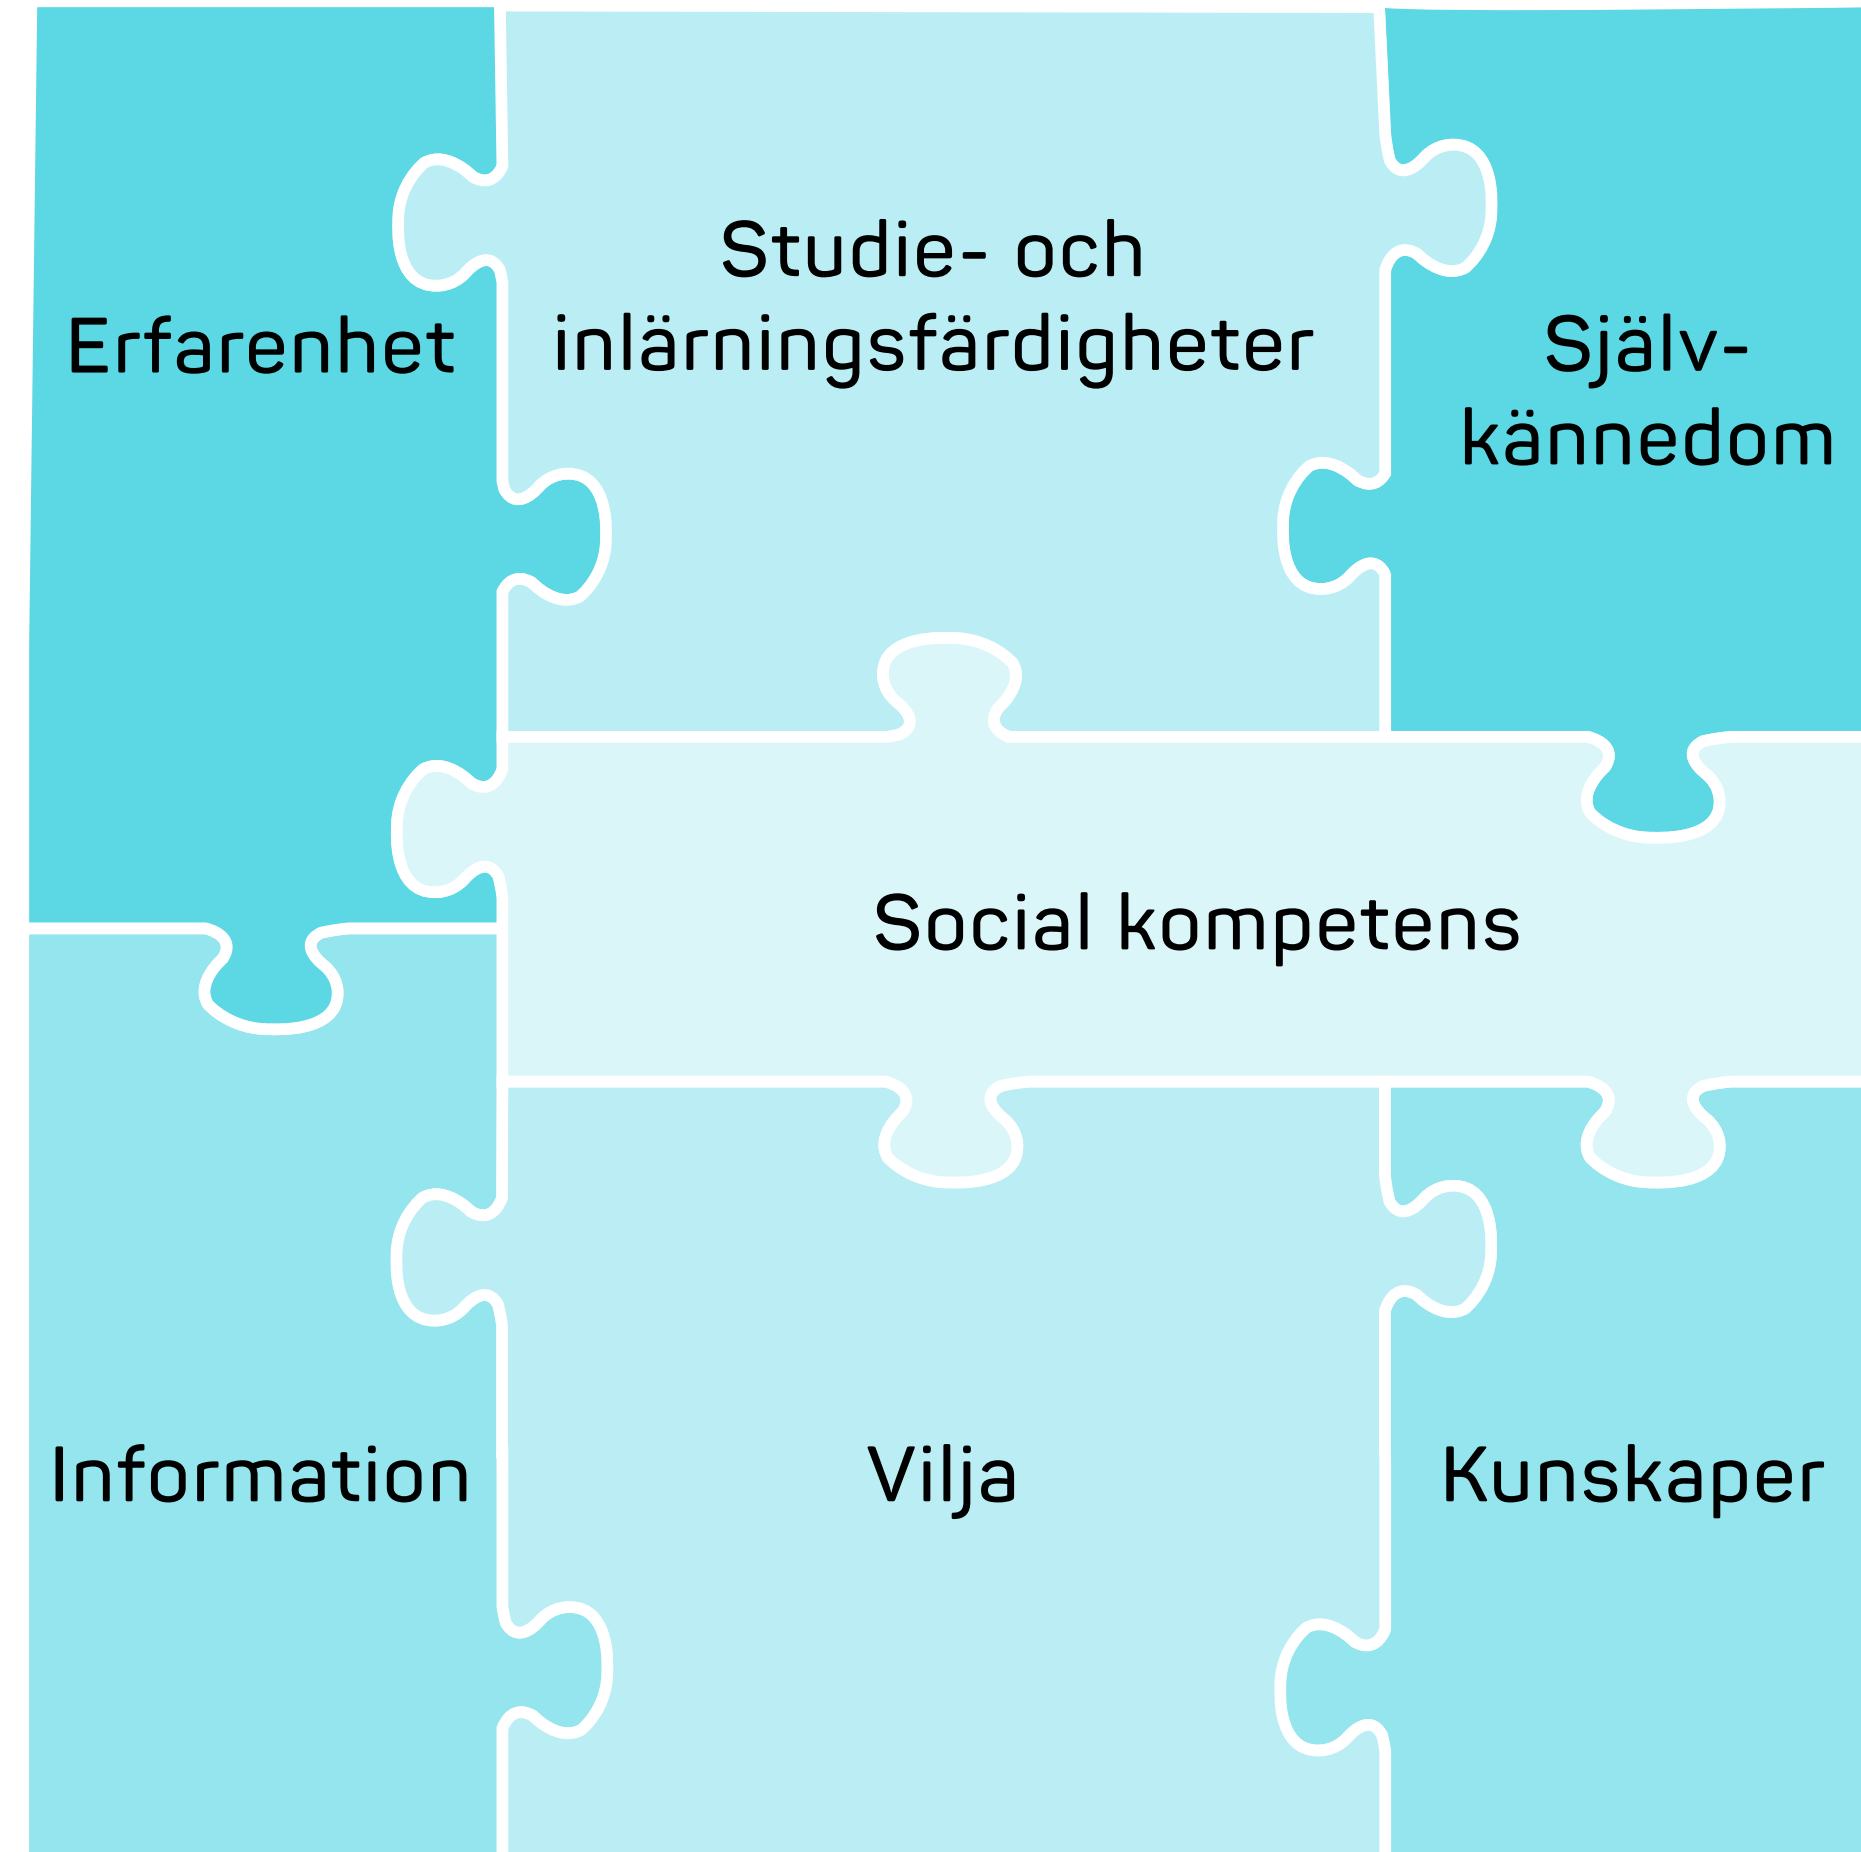 Erfarenhet
Studie- och
inlärningsfärdigheter
Själv-
kännedom
Social kompetens
Information
Vilja
Kunskaper